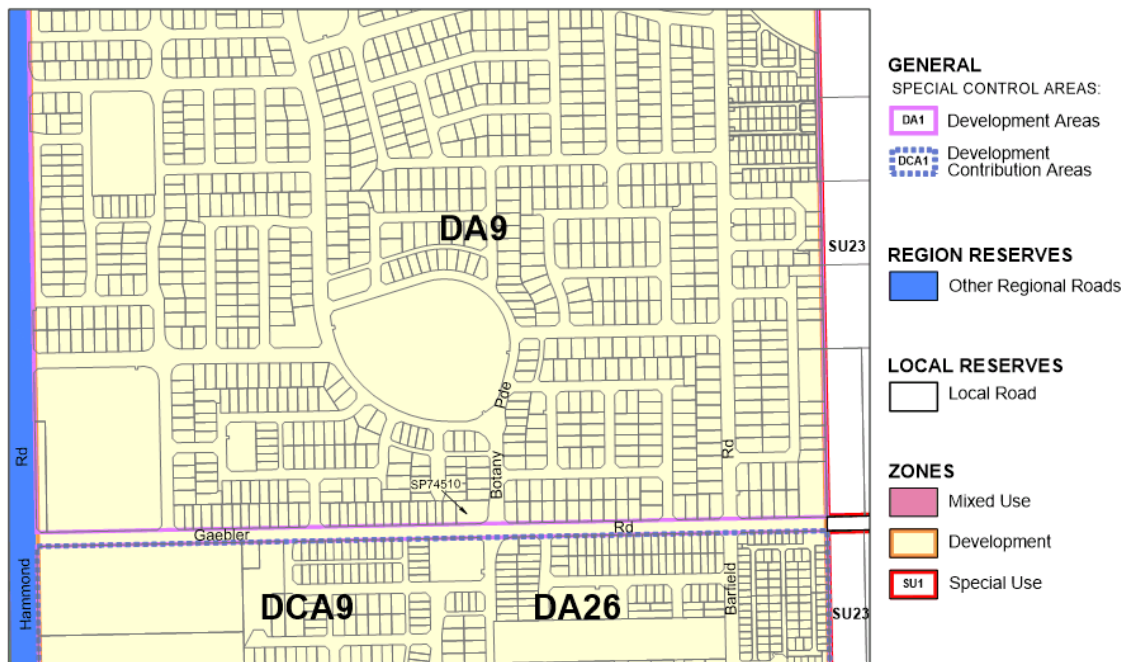 DA9
SU23
Pde
Rd
Rd
Botany
SP74510
Gaebler
Rd
Hammond
DCA9
DA26
Barfield
SU23
GENERAL
SPECIAL CONTROL AREAS:
DA1 Development Areas
DCA1 Development
Contribution Areas
REGION RESERVES
Other Regional Roads
LOCAL RESERVES
Local Road
ZONES
Mixed Use
Development
SU1 Special Use